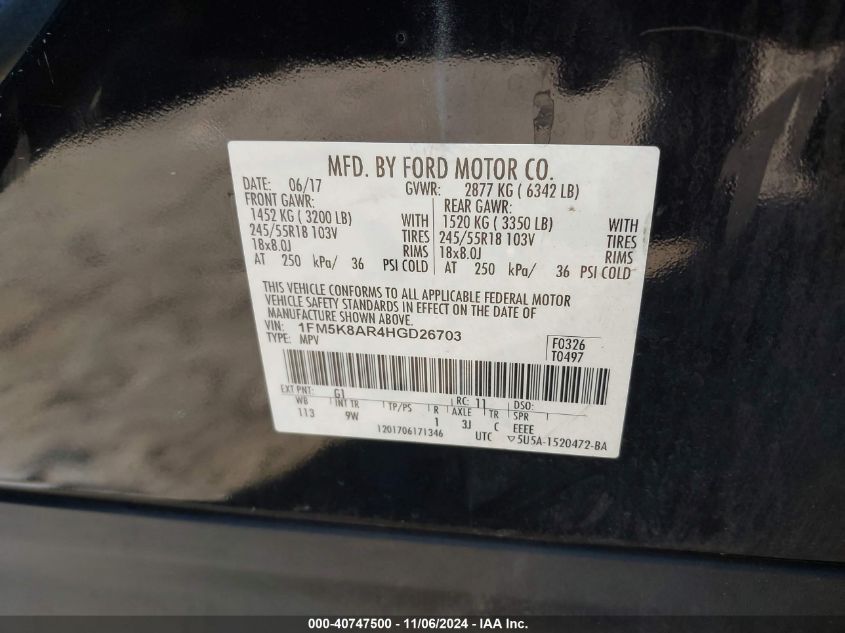 MFD. BY FORD MOTOR CO.
DATE: 06/17 GVWR: 2877 KG ( 6342 LB)
FRONT GAWR: REAR GAWR:
1452 KG ( 3200 LB) WITH 1520 KG ( 3350 LB) WITH
245/55R18 103V TIRES 245/55R18 103V TIRES
18x8.0J RIMS 18x8.0J RIMS
AT 250 kPa/ 36 PSI COLD AT 250 kPa/ 36 PSI COLD
THIS VEHICLE CONFORMS TO ALL APPLICABLE FEDERAL MOTOR
VEHICLE SAFETY STANDARDS IN EFFECT ON THE DATE OF
MANUFACTURE SHOWN ABOVE.
VIN: 1FM5K8AR4HGD26703
TYPE: MPV
F0326
T0497
EXT PNT: G1 RC: 11 DSO:
WB INT TR TP/PS R AXLE TR SPR
113 9W 1 3J C EEEE
1201706171346 UTC ▽5U5A-1520472-BA
000-40747500 - 11/06/2024 - IAA Inc.